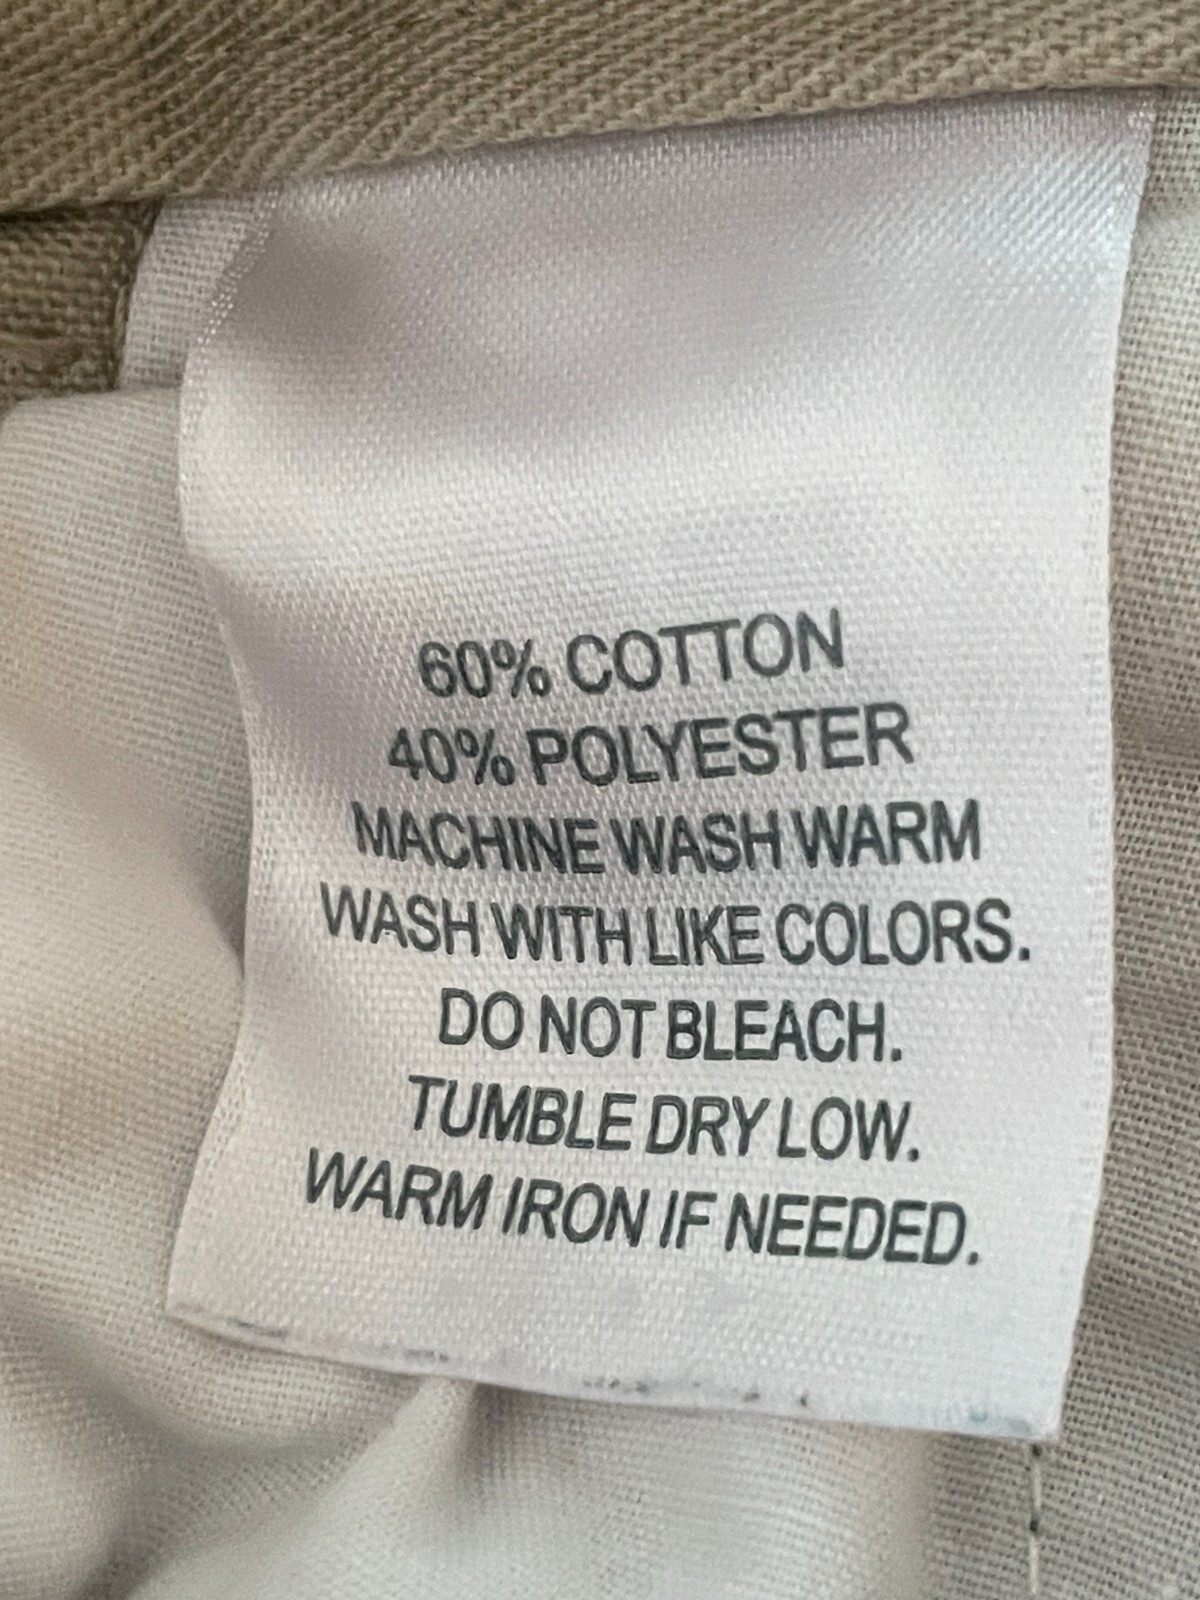 60% COTTON
40% POLYESTER
MACHINE WASH WARM
WASH WITH LIKE COLORS.
DO NOT BLEACH.
TUMBLE DRY LOW.
WARM IRON IF NEEDED.